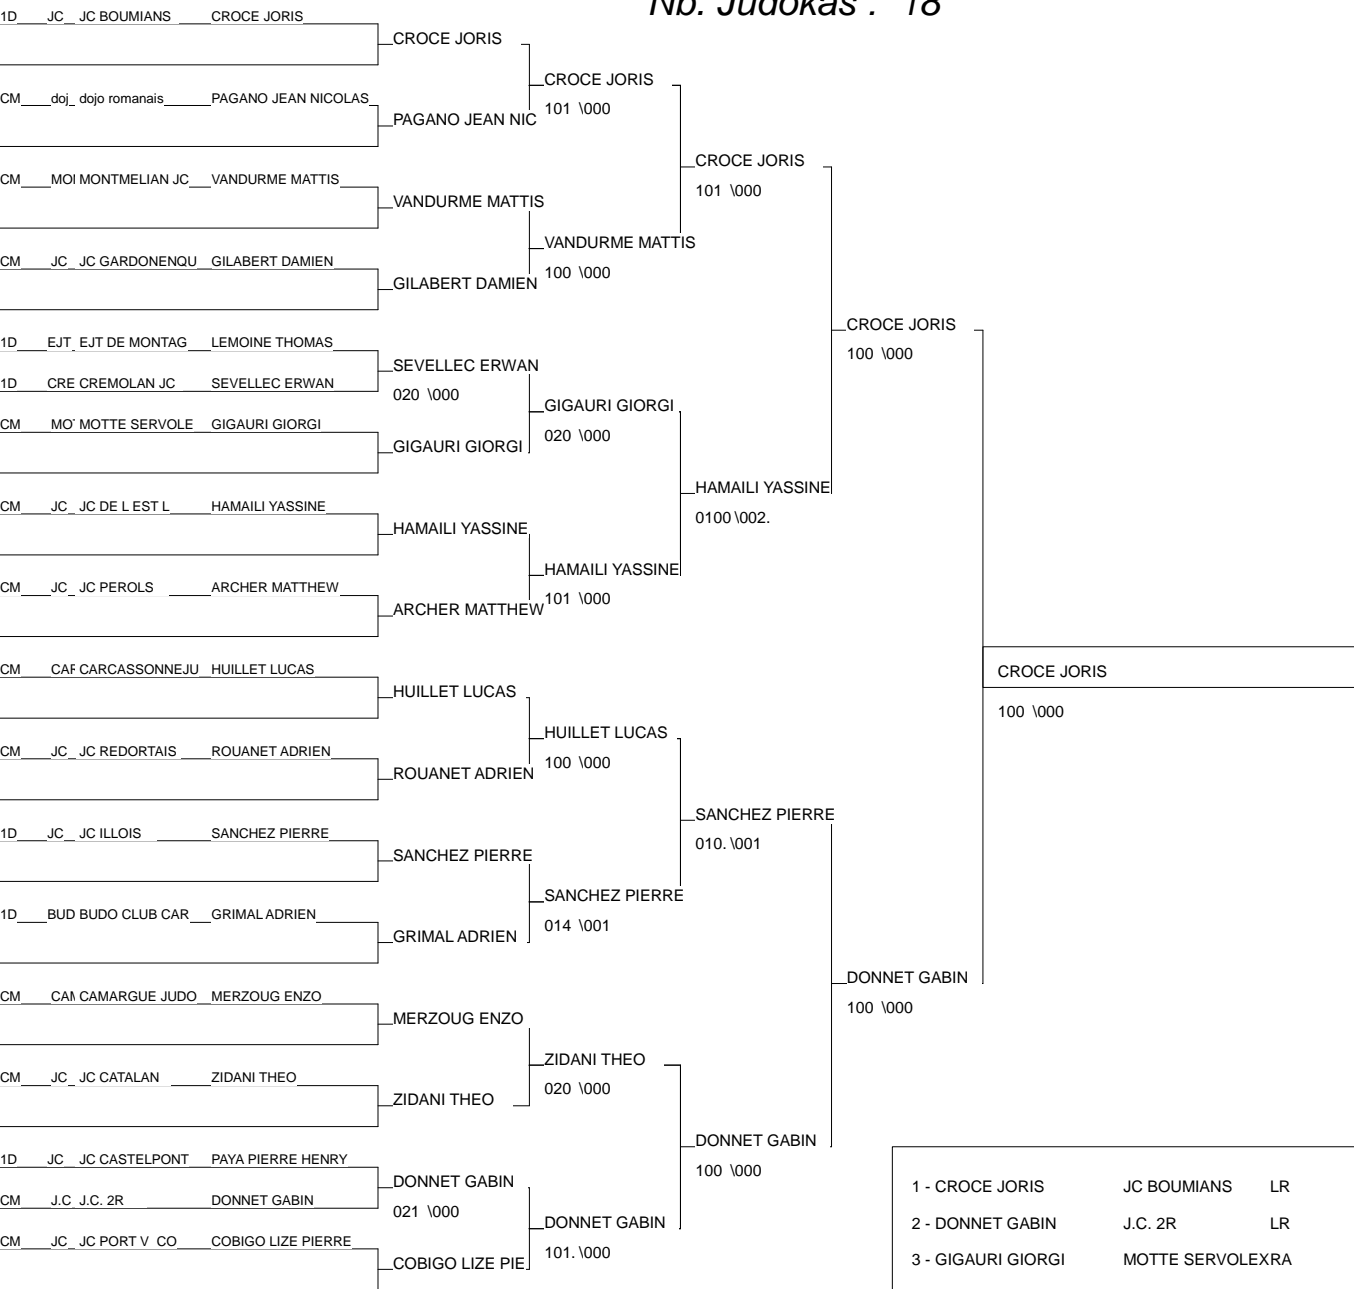 Nb. Judokas : 18
1D JC JC BOUMIANS CROCE JORIS
CROCE JORIS
CROCE JORIS
101 \000
CM doj dojo romanais PAGANO JEAN NICOLAS
PAGANO JEAN NIC
CROCE JORIS
101 \000
CM MOI MONTMELIAN JC VANDURME MATTIS
VANDURME MATTIS
VANDURME MATTIS
100 \000
CM JC JC GARDONENQU GILABERT DAMIEN
GILABERT DAMIEN
CROCE JORIS
100 \000
1D EJT EJT DE MONTAG LEMOINE THOMAS
SEVELLEC ERWAN
020 \000
1D CRE CREMOLAN JC SEVELLEC ERWAN
GIGAURI GIORGI
020 \000
CM MO MOTTE SERVOLE GIGAURI GIORGI
GIGAURI GIORGI
HAMAILI YASSINE
0100 \002.
CM JC JC DE L EST L HAMAILI YASSINE
HAMAILI YASSINE
HAMAILI YASSINE
101 \000
CM JC JC PEROLS ARCHER MATTHEW
ARCHER MATTHEW
CROCE JORIS
100 \000
CM CAF CARCASSONNEJU HUILLET LUCAS
HUILLET LUCAS
HUILLET LUCAS
100 \000
CM JC JC REDORTAIS ROUANET ADRIEN
ROUANET ADRIEN
SANCHEZ PIERRE
010. \001
1D JC JC ILLOIS SANCHEZ PIERRE
SANCHEZ PIERRE
SANCHEZ PIERRE
014 \001
1D BUD BUDO CLUB CAR GRIMAL ADRIEN
GRIMAL ADRIEN
DONNET GABIN
100 \000
CM CAM CAMARGUE JUDO MERZOUG ENZO
MERZOUG ENZO
ZIDANI THEO
020 \000
CM JC JC CATALAN ZIDANI THEO
ZIDANI THEO
DONNET GABIN
100 \000
1D JC JC CASTELPONT PAYA PIERRE HENRY
DONNET GABIN
021 \000
CM J.C J.C. 2R DONNET GABIN
DONNET GABIN
101. \000
CM JC JC PORT V CO COBIGO LIZE PIERRE
COBIGO LIZE PIE
1 - CROCE JORIS JC BOUMIANS LR
2 - DONNET GABIN J.C. 2R LR
3 - GIGAURI GIORGI MOTTE SERVOLEXRA